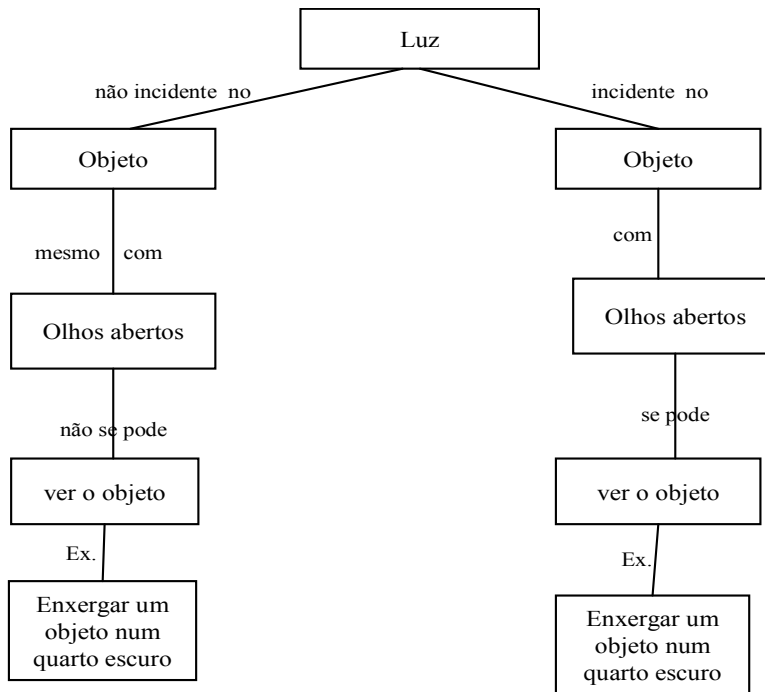 Luz
não incidente no
incidente no
Objeto
Objeto
mesmo com
com
Olhos abertos
Olhos abertos
não se pode
se pode
ver o objeto
ver o objeto
Ex.
Ex.
Enxergar um
objeto num
quarto escuro
Enxergar um
objeto num
quarto escuro